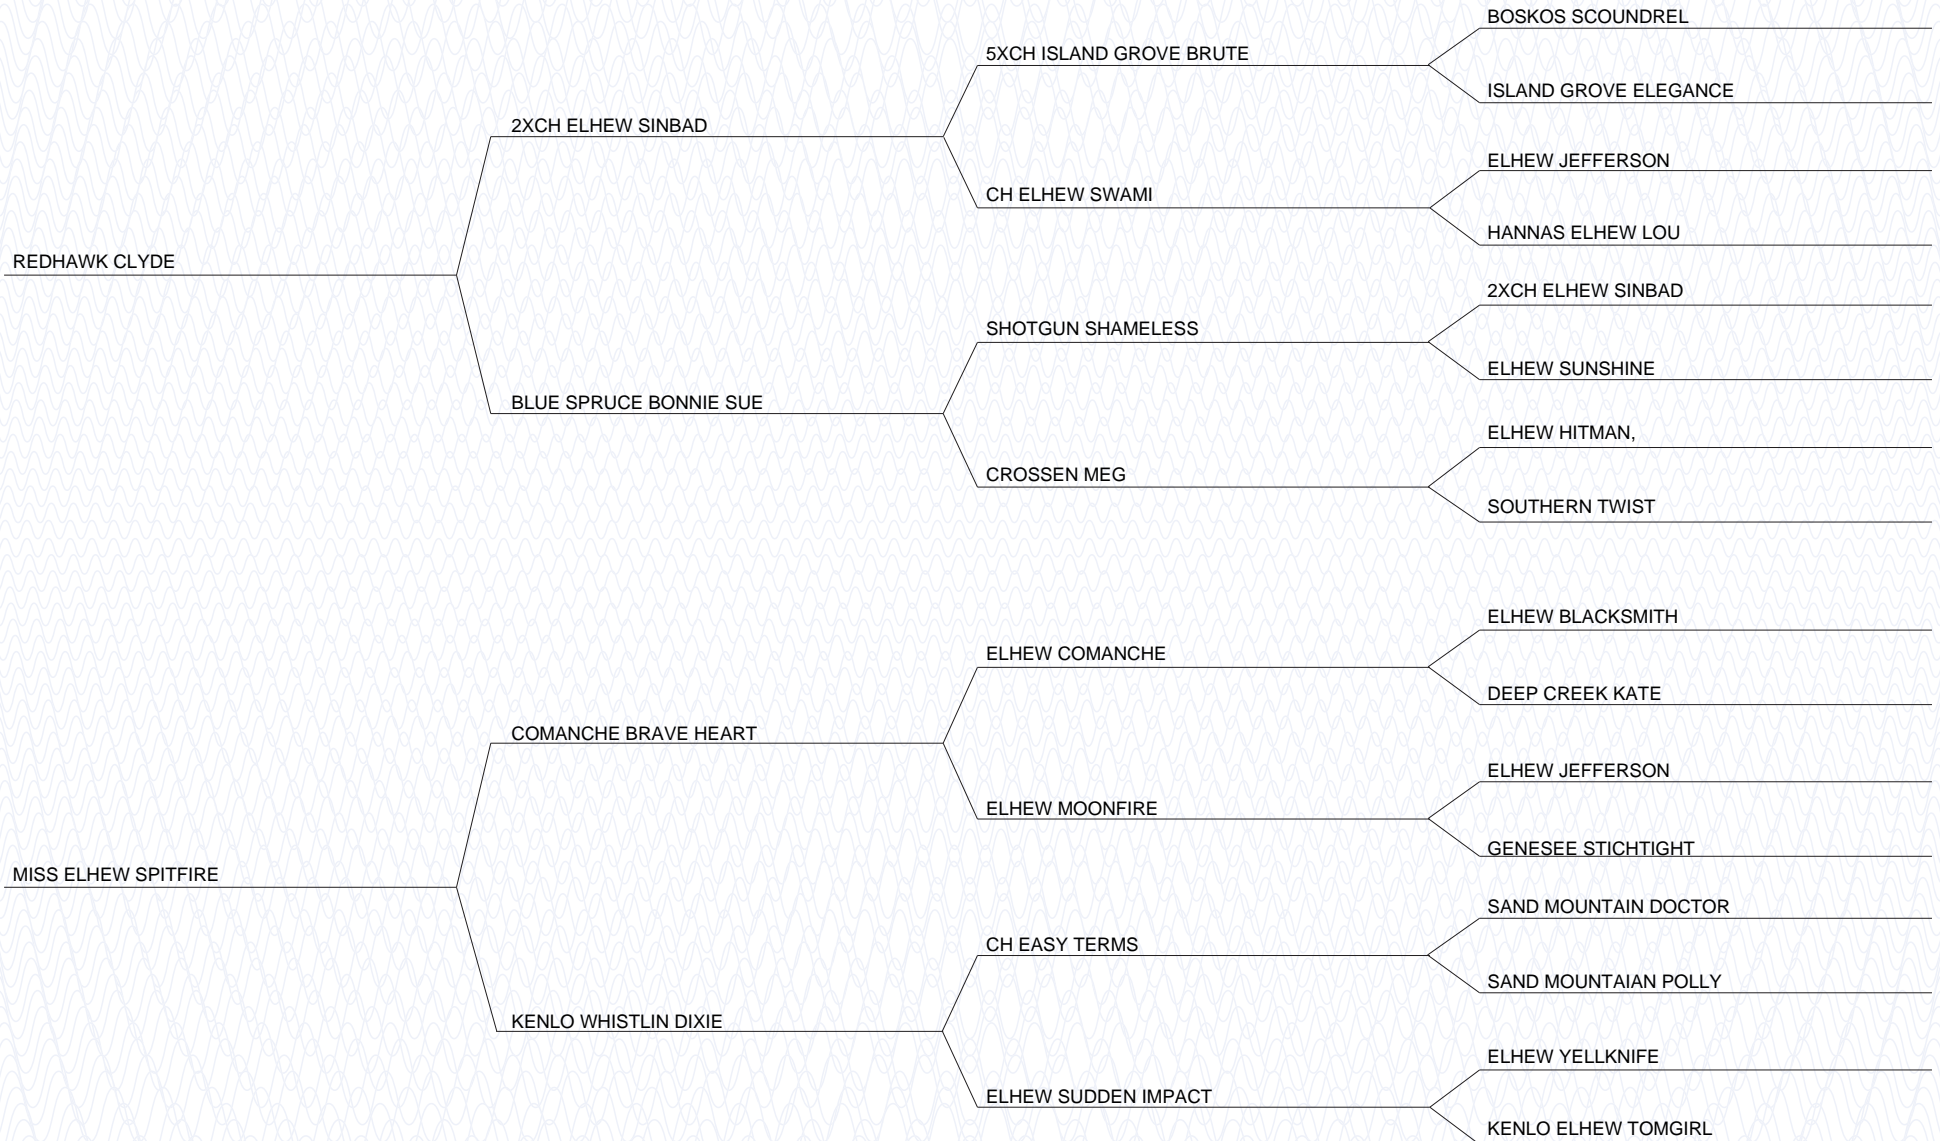 BOSKOS SCOUNDREL
5XCH ISLAND GROVE BRUTE
ISLAND GROVE ELEGANCE
2XCH ELHEW SINBAD
ELHEW JEFFERSON
CH ELHEW SWAMI
HANNAS ELHEW LOU
REDHAWK CLYDE
2XCH ELHEW SINBAD
SHOTGUN SHAMELESS
ELHEW SUNSHINE
BLUE SPRUCE BONNIE SUE
ELHEW HITMAN,
CROSSEN MEG
SOUTHERN TWIST
ELHEW BLACKSMITH
ELHEW COMANCHE
DEEP CREEK KATE
COMANCHE BRAVE HEART
ELHEW JEFFERSON
ELHEW MOONFIRE
GENESEE STICHTIGHT
MISS ELHEW SPITFIRE
SAND MOUNTAIN DOCTOR
CH EASY TERMS
SAND MOUNTAIAN POLLY
KENLO WHISTLIN DIXIE
ELHEW YELLKNIFE
ELHEW SUDDEN IMPACT
KENLO ELHEW TOMGIRL